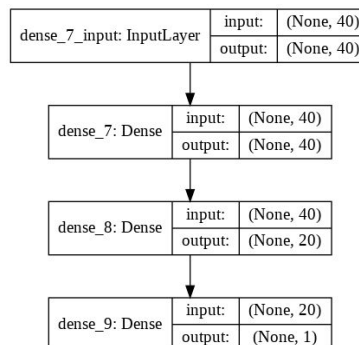 dense_7_input: InputLayer
input: (None, 40)
output: (None, 40)
dense_7: Dense
input: (None, 40)
output: (None, 40)
dense_8: Dense
input: (None, 40)
output: (None, 20)
dense_9: Dense
input: (None, 20)
output: (None, 1)